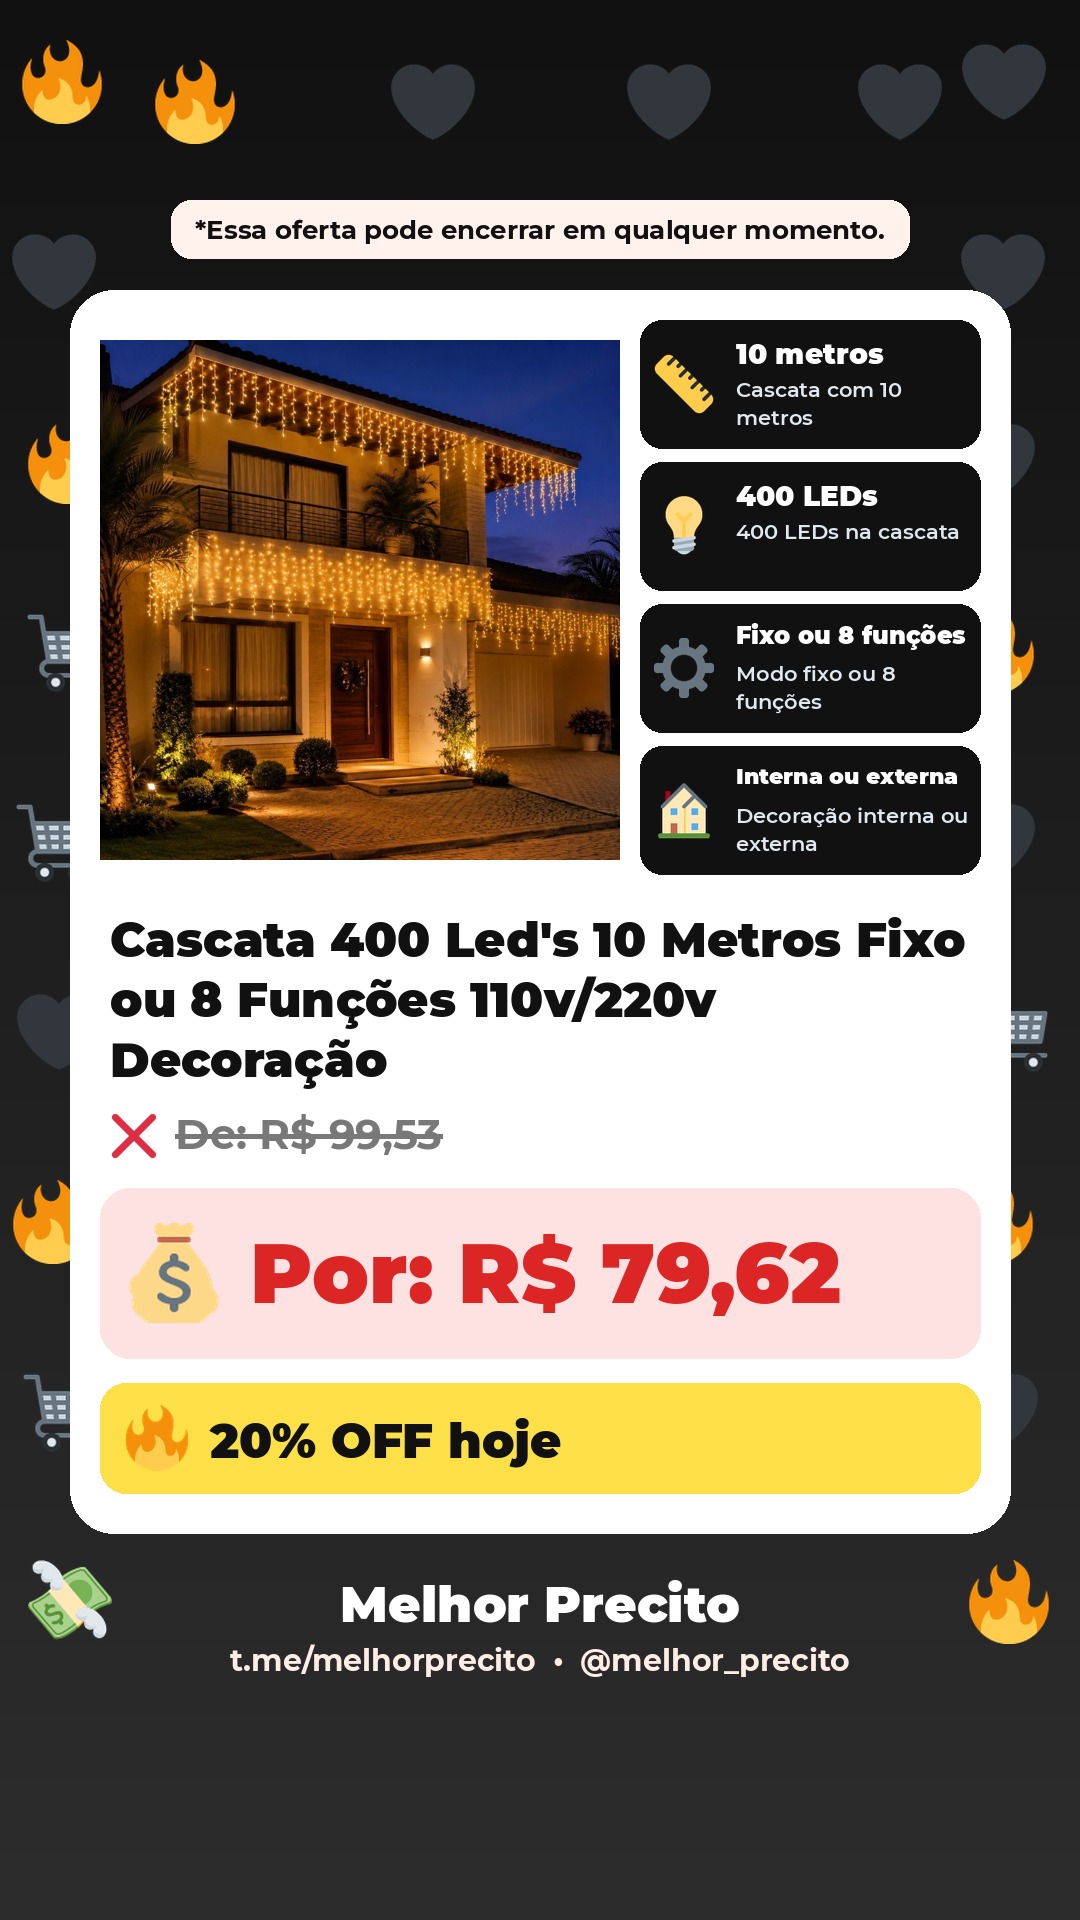 *Essa oferta pode encerrar em qualquer momento.
10 metros
Cascata com 10
metros
400 LEDs
400 LEDs na cascata
Fixo ou 8 funções
Modo fixo ou 8
funções
Interna ou externa
Decoração interna ou
externa
Cascata 400 Led's 10 Metros Fixo
ou 8 Funções 110v/220v
Decoração
De: R$ 99,53
Por: R$ 79,62
20% OFF hoje
Melhor Precito
t.me/melhorprecito • @melhor_precito